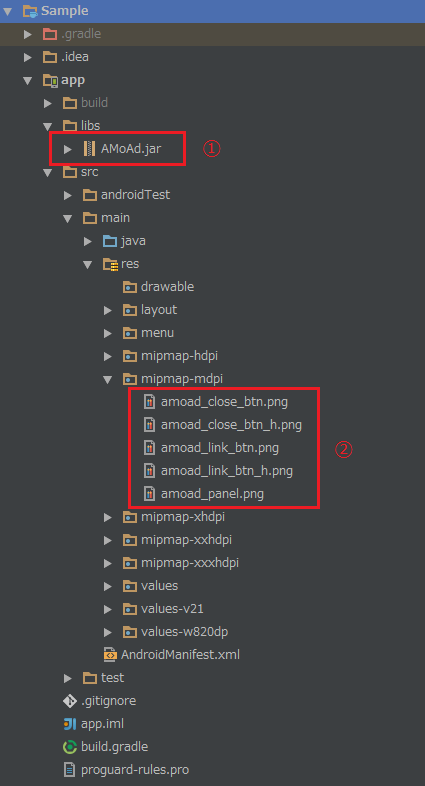 Sample
.gradle
.idea
app
build
libs
AMoAd.jar ①
src
androidTest
main
java
res
drawable
layout
menu
mipmap-hdpi
mipmap-mdpi
amoad_close_btn.png
amoad_close_btn_h.png
amoad_link_btn.png ②
amoad_link_btn_h.png
amoad_panel.png
mipmap-xhdpi
mipmap-xxhdpi
mipmap-xxxhdpi
values
values-v21
values-w820dp
AndroidManifest.xml
test
.gitignore
app.iml
build.gradle
proguard-rules.pro